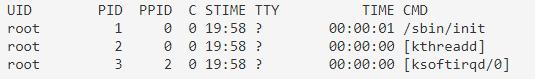 UID PID PPID C STIME TTY TIME CMD
root 1 0 0 19:58 ? 00:00:01 /sbin/init
root 2 0 0 19:58 ? 00:00:00 [kthreadd]
root 3 2 0 19:58 ? 00:00:00 [ksoftirqd/0]